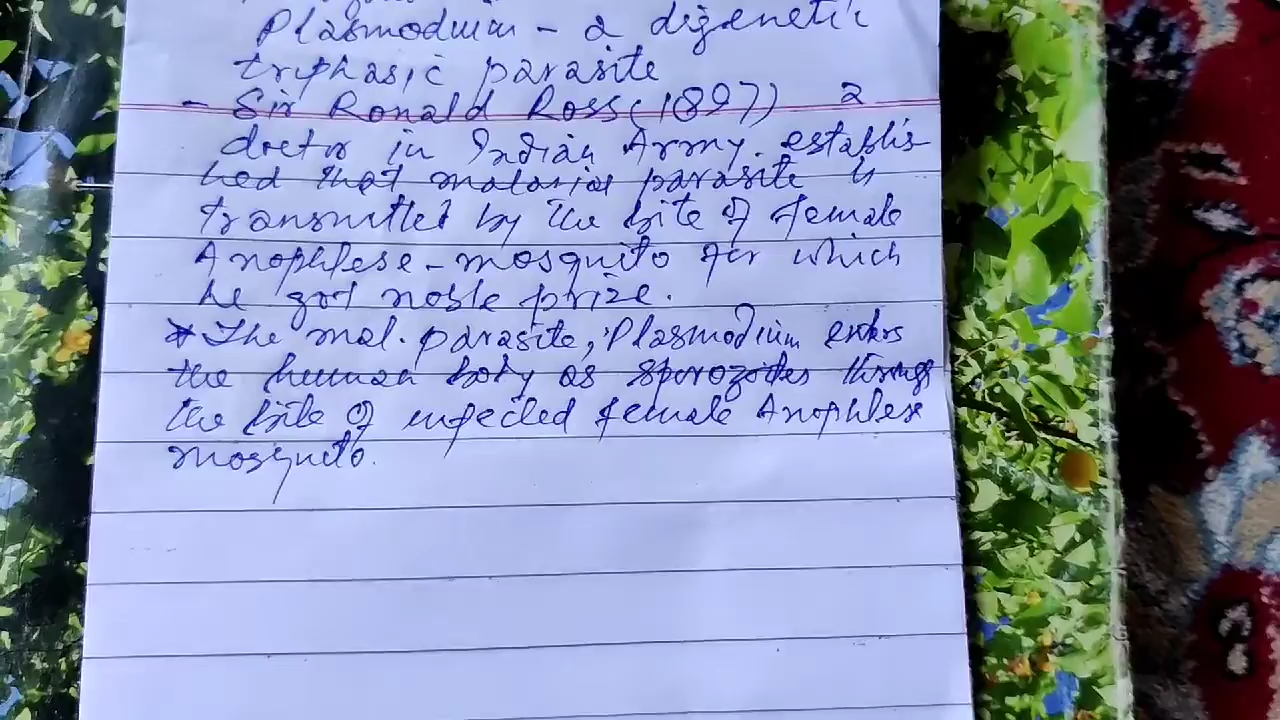 Plasmodium - a digenetic
triphasic parasite
- Sir Ronald Ross (1897) a
doctor in Indian Army. establis-
hed that malarial parasite is
transmitted by the bite of female
Anophlese - mosquito for which
he got noble prize.
* The mal. parasite, Plasmodium enters
the human body as sporozoites through
the bite of infected female Anophles
mosquito.